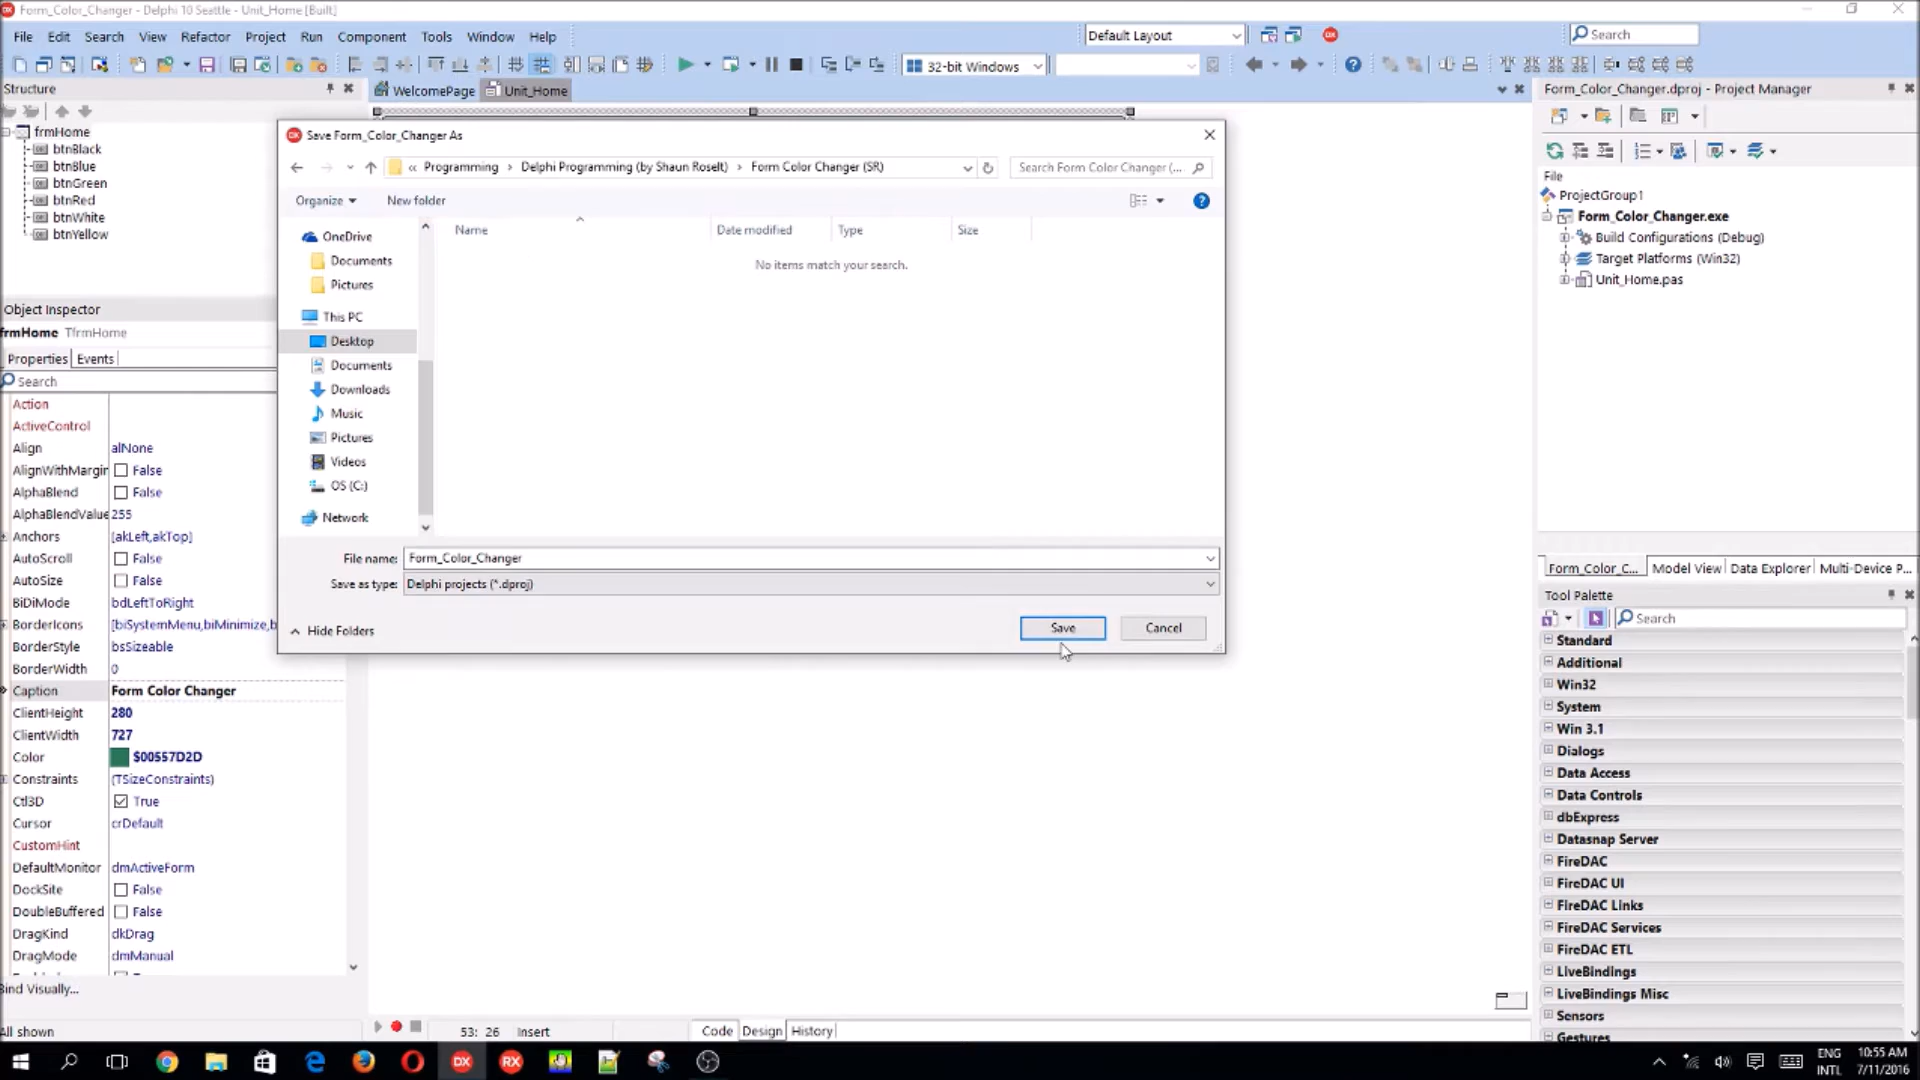 Form_Color_Changer - Delphi 10 Seattle - Unit_Home [Built]
File Edit Search View Refactor Project Run Component Tools Window Help
Default Layout
Search
32-bit Windows
Structure
frmHome
btnBlack
btnBlue
btnGreen
btnRed
btnWhite
btnYellow
WelcomePage Unit_Home
Save Form_Color_Changer As
« Programming > Delphi Programming (by Shaun Roselt) > Form Color Changer (SR)
Search Form Color Changer (...
Organize New folder
Name Date modified Type Size
No items match your search.
OneDrive
Documents
Pictures
This PC
Desktop
Documents
Downloads
Music
Pictures
Videos
OS (C:)
Network
File name: Form_Color_Changer
Save as type: Delphi projects (*.dproj)
Hide Folders
Save Cancel
Object Inspector
frmHome TfrmHome
Properties Events
Search
Action
ActiveControl
Align alNone
AlignWithMargin False
AlphaBlend False
AlphaBlendValue 255
Anchors [akLeft,akTop]
AutoScroll False
AutoSize False
BiDiMode bdLeftToRight
BorderIcons [biSystemMenu,biMinimize,b
BorderStyle bsSizeable
BorderWidth 0
Caption Form Color Changer
ClientHeight 280
ClientWidth 727
Color $00557D2D
Constraints (TSizeConstraints)
Ctl3D True
Cursor crDefault
CustomHint
DefaultMonitor dmActiveForm
DockSite False
DoubleBuffered False
DragKind dkDrag
DragMode dmManual
Bind Visually...
All shown
53: 26 Insert
Code Design History
Form_Color_Changer.dproj - Project Manager
File
ProjectGroup1
Form_Color_Changer.exe
Build Configurations (Debug)
Target Platforms (Win32)
Unit_Home.pas
Form_Color_C... Model View Data Explorer Multi-Device P...
Tool Palette
Search
Standard
Additional
Win32
System
Win 3.1
Dialogs
Data Access
Data Controls
dbExpress
Datasnap Server
FireDAC
FireDAC UI
FireDAC Links
FireDAC Services
FireDAC ETL
LiveBindings
LiveBindings Misc
Sensors
Gestures
DX RX
ENG
INTL
10:55 AM
7/11/2016